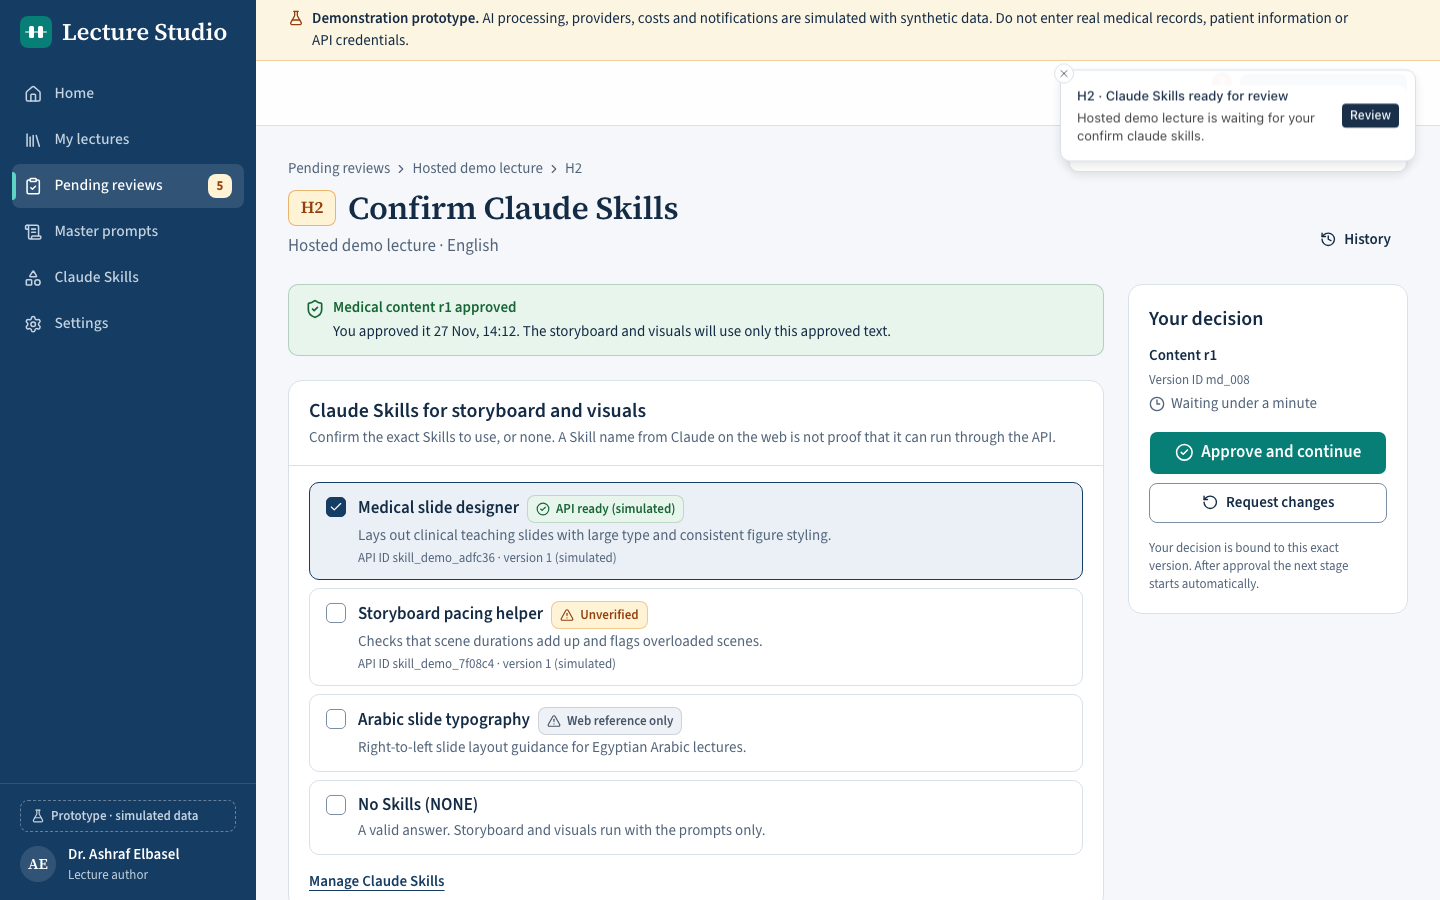 Lecture Studio
Home
My lectures
Pending reviews 5
Master prompts
Claude Skills
Settings
Prototype · simulated data
AE
Dr. Ashraf Elbasel
Lecture author
Demonstration prototype. AI processing, providers, costs and notifications are simulated with synthetic data. Do not enter real medical records, patient information or
API credentials.
H2 · Claude Skills ready for review
Hosted demo lecture is waiting for your
confirm claude skills.
Review
Pending reviews > Hosted demo lecture > H2
H2 Confirm Claude Skills
Hosted demo lecture · English
History
Medical content r1 approved
You approved it 27 Nov, 14:12. The storyboard and visuals will use only this approved text.
Claude Skills for storyboard and visuals
Confirm the exact Skills to use, or none. A Skill name from Claude on the web is not proof that it can run through the API.
Medical slide designer API ready (simulated)
Lays out clinical teaching slides with large type and consistent figure styling.
API ID skill_demo_adfc36 · version 1 (simulated)
Storyboard pacing helper Unverified
Checks that scene durations add up and flags overloaded scenes.
API ID skill_demo_7f08c4 · version 1 (simulated)
Arabic slide typography Web reference only
Right-to-left slide layout guidance for Egyptian Arabic lectures.
No Skills (NONE)
A valid answer. Storyboard and visuals run with the prompts only.
Manage Claude Skills
Your decision
Content r1
Version ID md_008
Waiting under a minute
Approve and continue
Request changes
Your decision is bound to this exact
version. After approval the next stage
starts automatically.